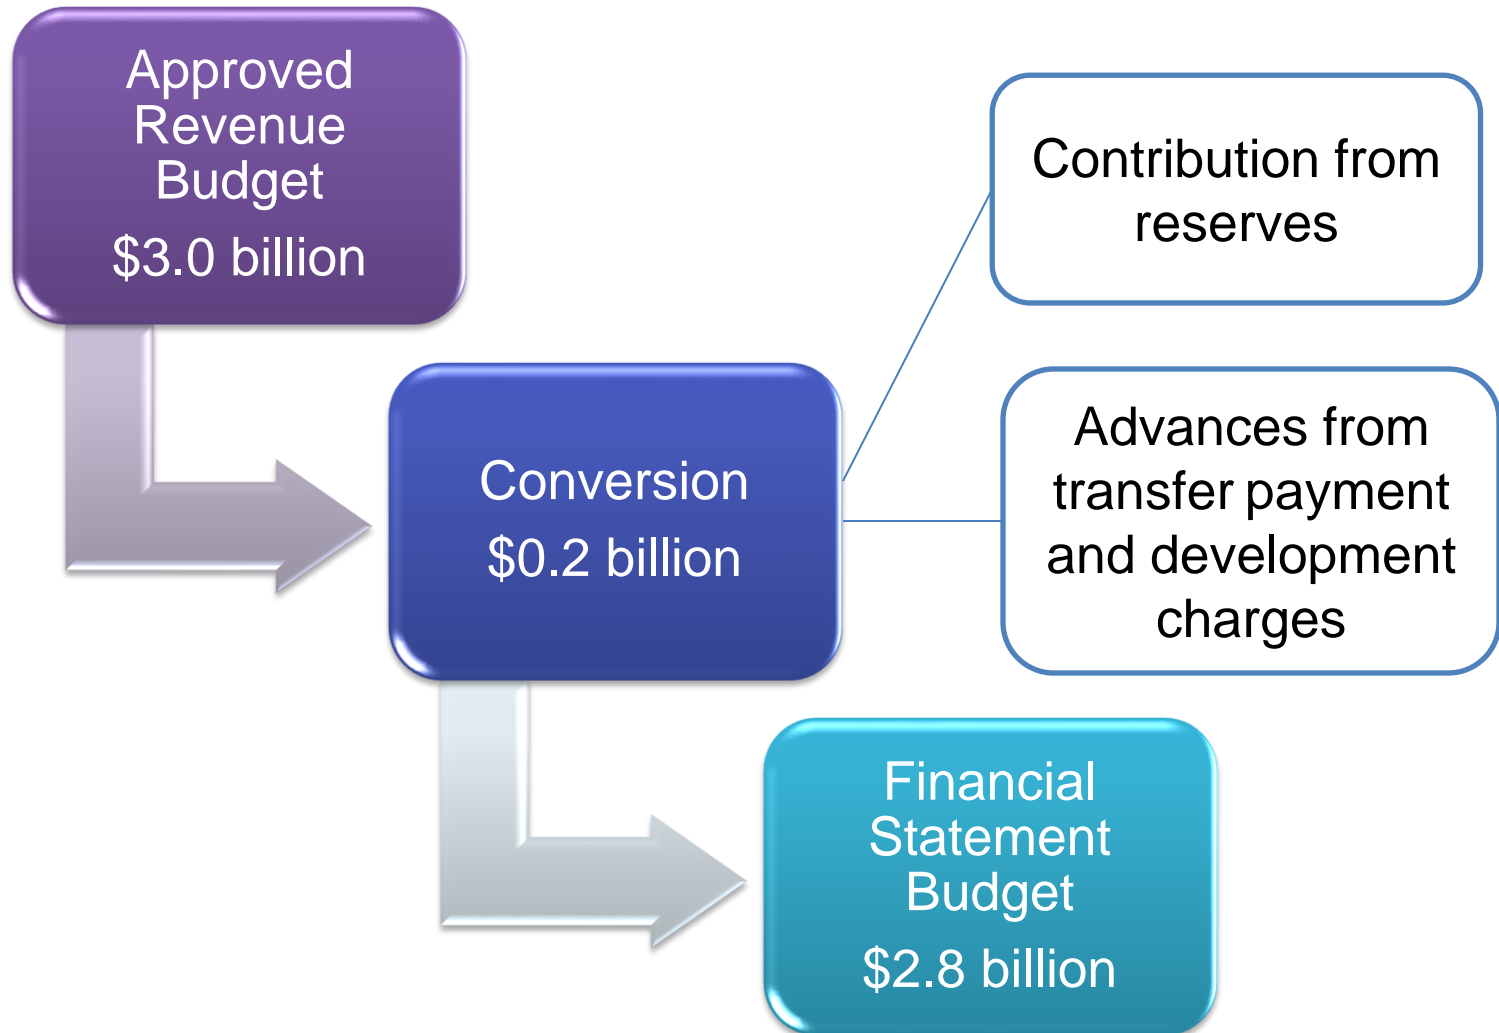 Approved
Revenue
Budget
$3.0 billion
Contribution from
reserves
Conversion
$0.2 billion
Advances from
transfer payment
and development
charges
Financial
Statement
Budget
$2.8 billion